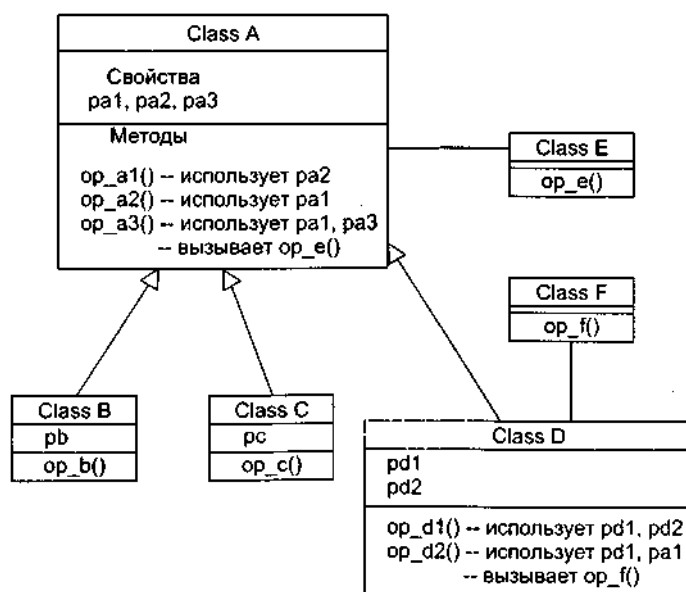 Class A
Свойства
pa1, pa2, pa3
Методы
op_a1() -- использует pa2
op_a2() -- использует pa1
op_a3() -- использует pa1, pa3
-- вызывает op_e()
Class E
op_e()
Class F
op_f()
Class B
pb
op_b()
Class C
pc
op_c()
Class D
pd1
pd2
op_d1() -- использует pd1, pd2
op_d2() -- использует pd1, pa1
-- вызывает op_f()